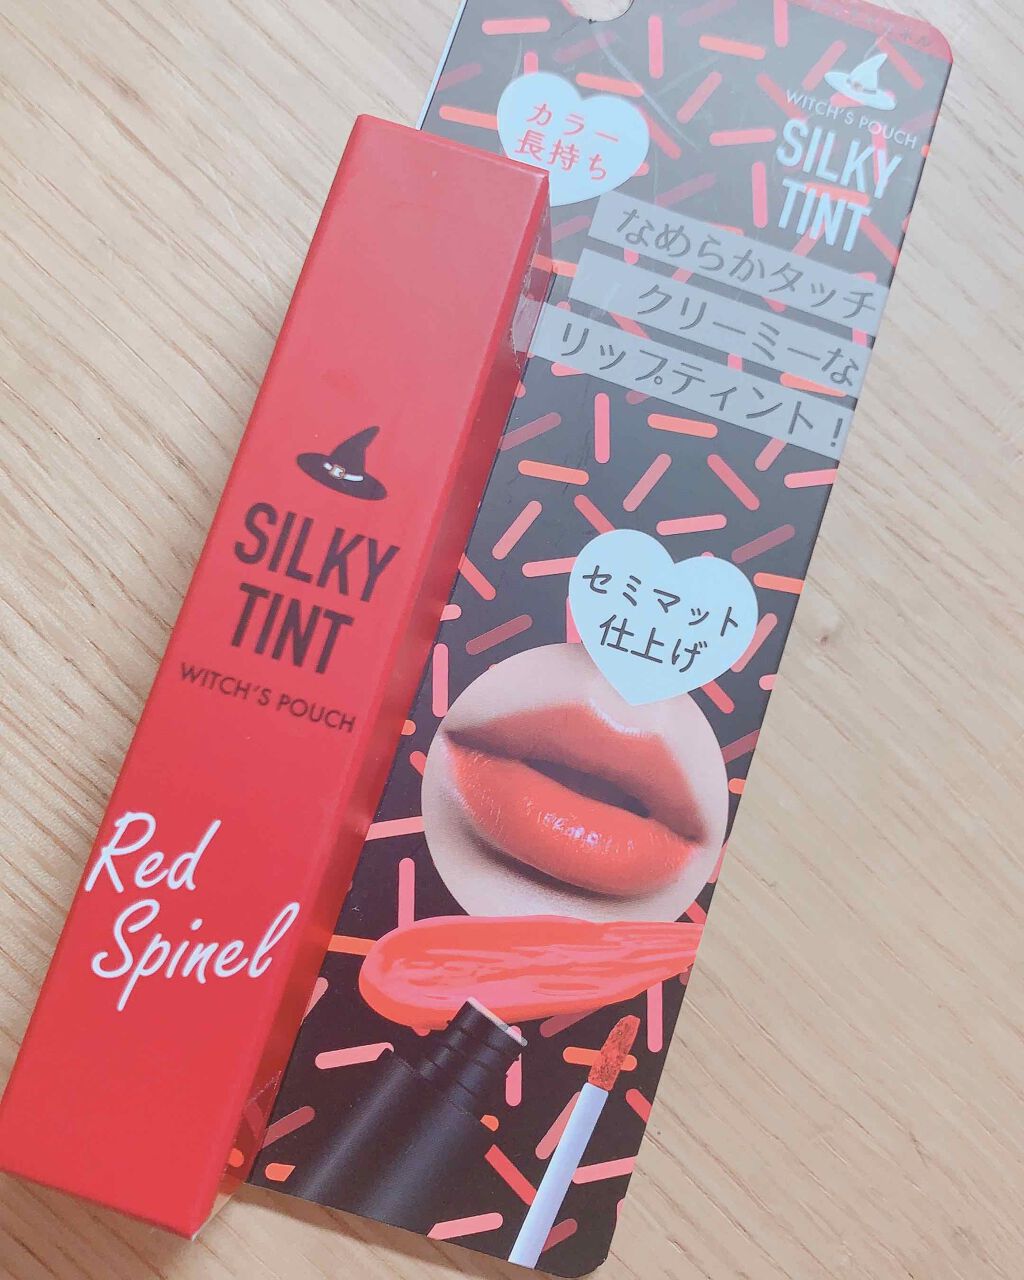 カラー
長持ち
WITCH'S POUCH
SILKY
TINT
なめらかタッチ
クリーミーな
リップティント!
セミマット
仕上げ
SILKY
TINT
WITCH'S POUCH
Red
Spinel